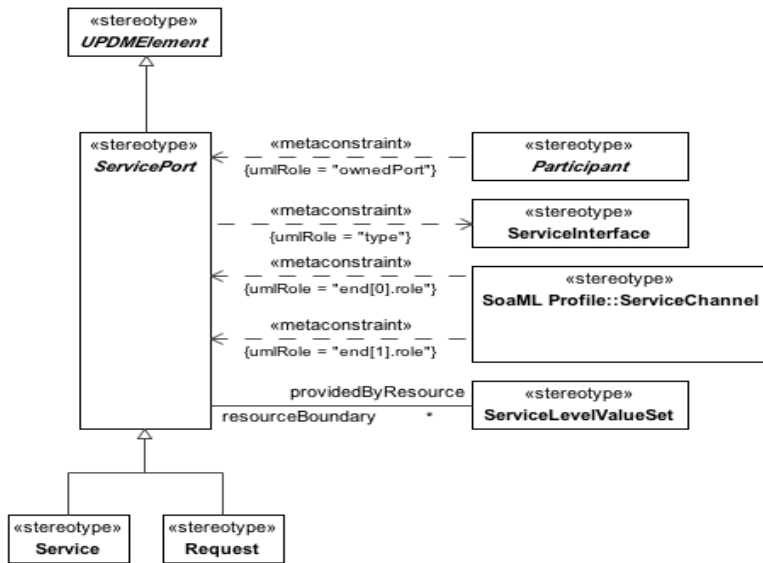 «stereotype»
UPDMElement
«stereotype»
ServicePort
«metaconstraint»
{umlRole = "ownedPort"}
«stereotype»
Participant
«metaconstraint»
{umlRole = "type"}
«stereotype»
ServiceInterface
«metaconstraint»
{umlRole = "end[0].role"}
«stereotype»
SoaML Profile::ServiceChannel
«metaconstraint»
{umlRole = "end[1].role"}
providedByResource
resourceBoundary *
«stereotype»
ServiceLevelValueSet
«stereotype»
Service
«stereotype»
Request